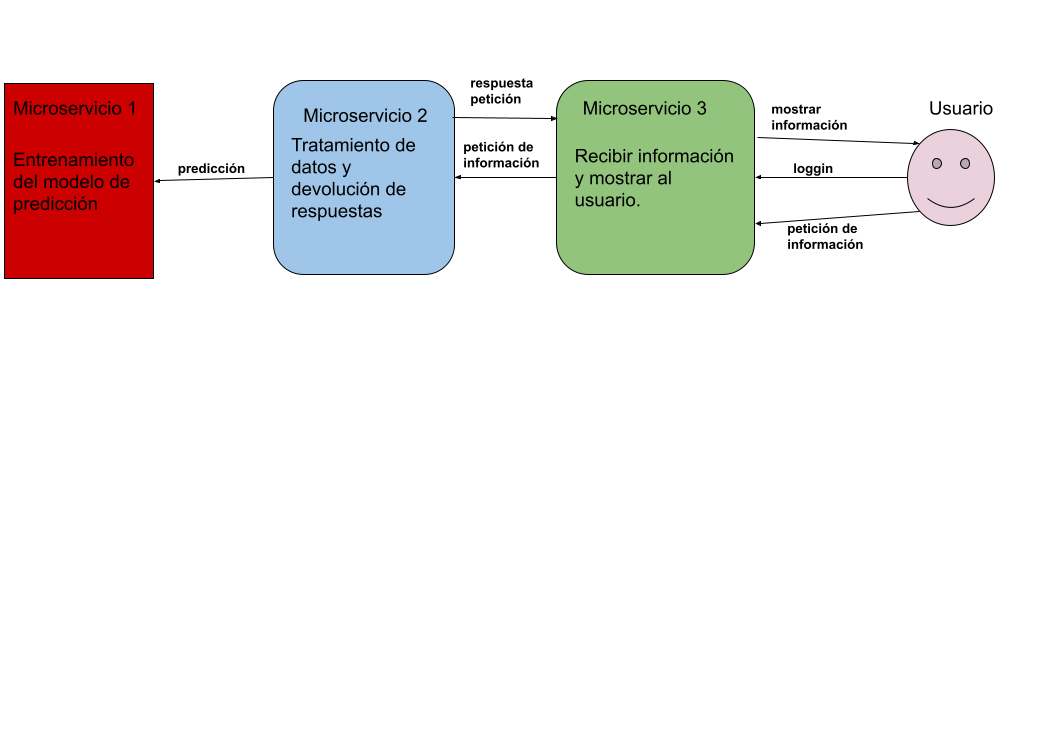 Microservicio 1
Entrenamiento
del modelo de
predicción
predicción
Microservicio 2
Tratamiento de
datos y
devolución de
respuestas
respuesta
petición
petición de
información
Microservicio 3
Recibir información
y mostrar al
usuario.
mostrar
información
loggin
petición de
información
Usuario